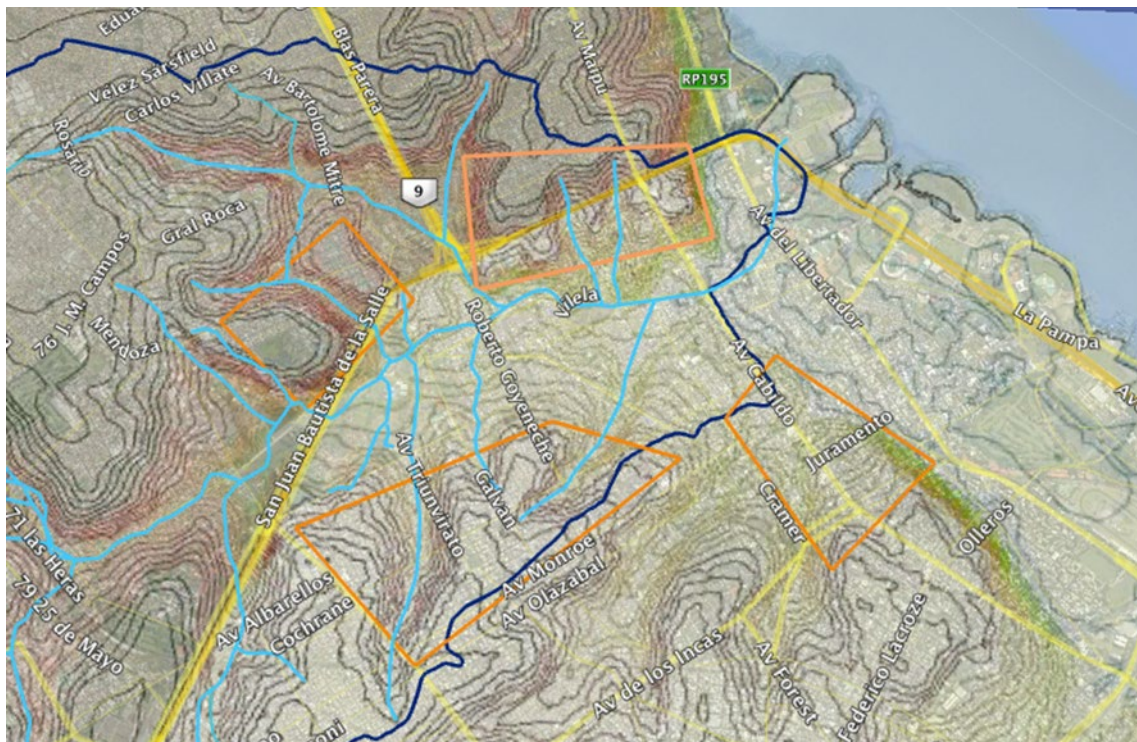 Velez Sarsfield
Carlos Villate
Av Bartolome Mitre
Blas Parera
Av Maipu
RP195
Rosario
9
Gral Roca
76 J. M. Campos
Mendoza
Av del Libertador
La Pampa
Vilela
Roberto Goyeneche
San Juan Bautista de la Salle
Av Cabildo
Juramento
Av Triunvirato
Galvan
Cramer
Olleros
71 las Heras
79 25 de Mayo
Av Monroe
Av Olazabal
Av Albarellos
Cochrane
Av de los Incas
Av Forest
Federico Lacroze